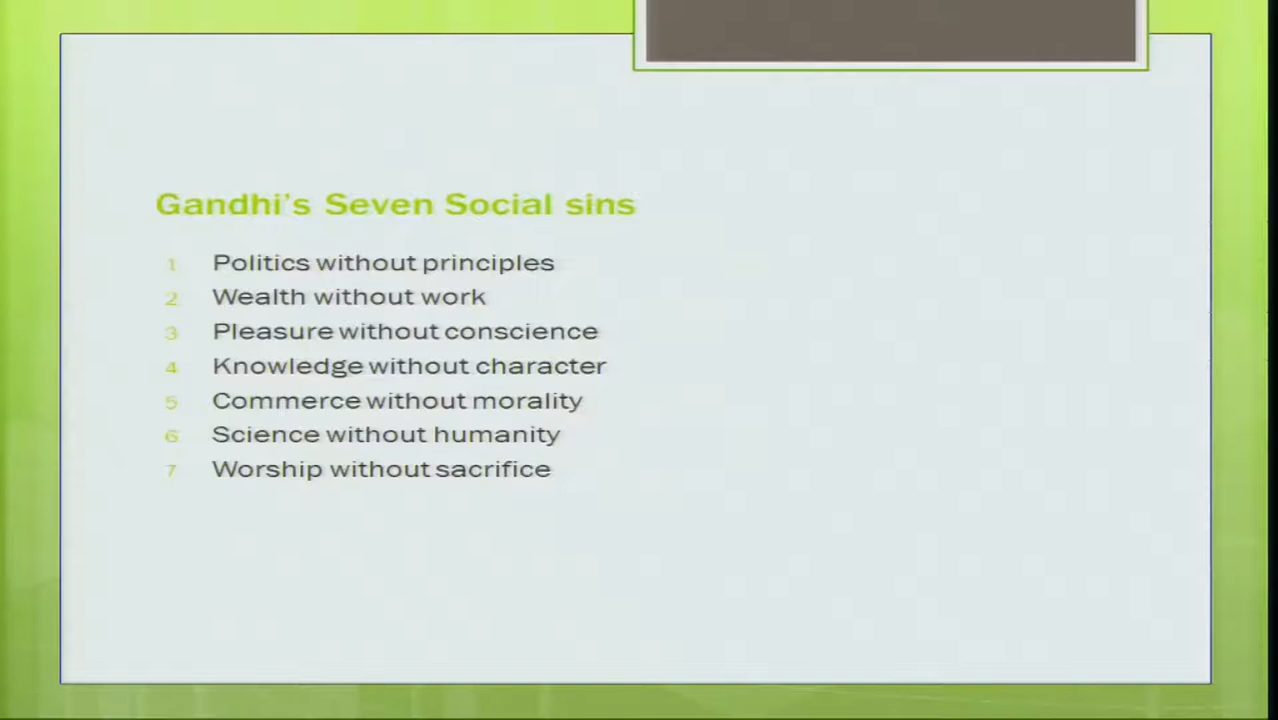 Gandhi's Seven Social sins
1 Politics without principles
2 Wealth without work
3 Pleasure without conscience
4 Knowledge without character
5 Commerce without morality
6 Science without humanity
7 Worship without sacrifice